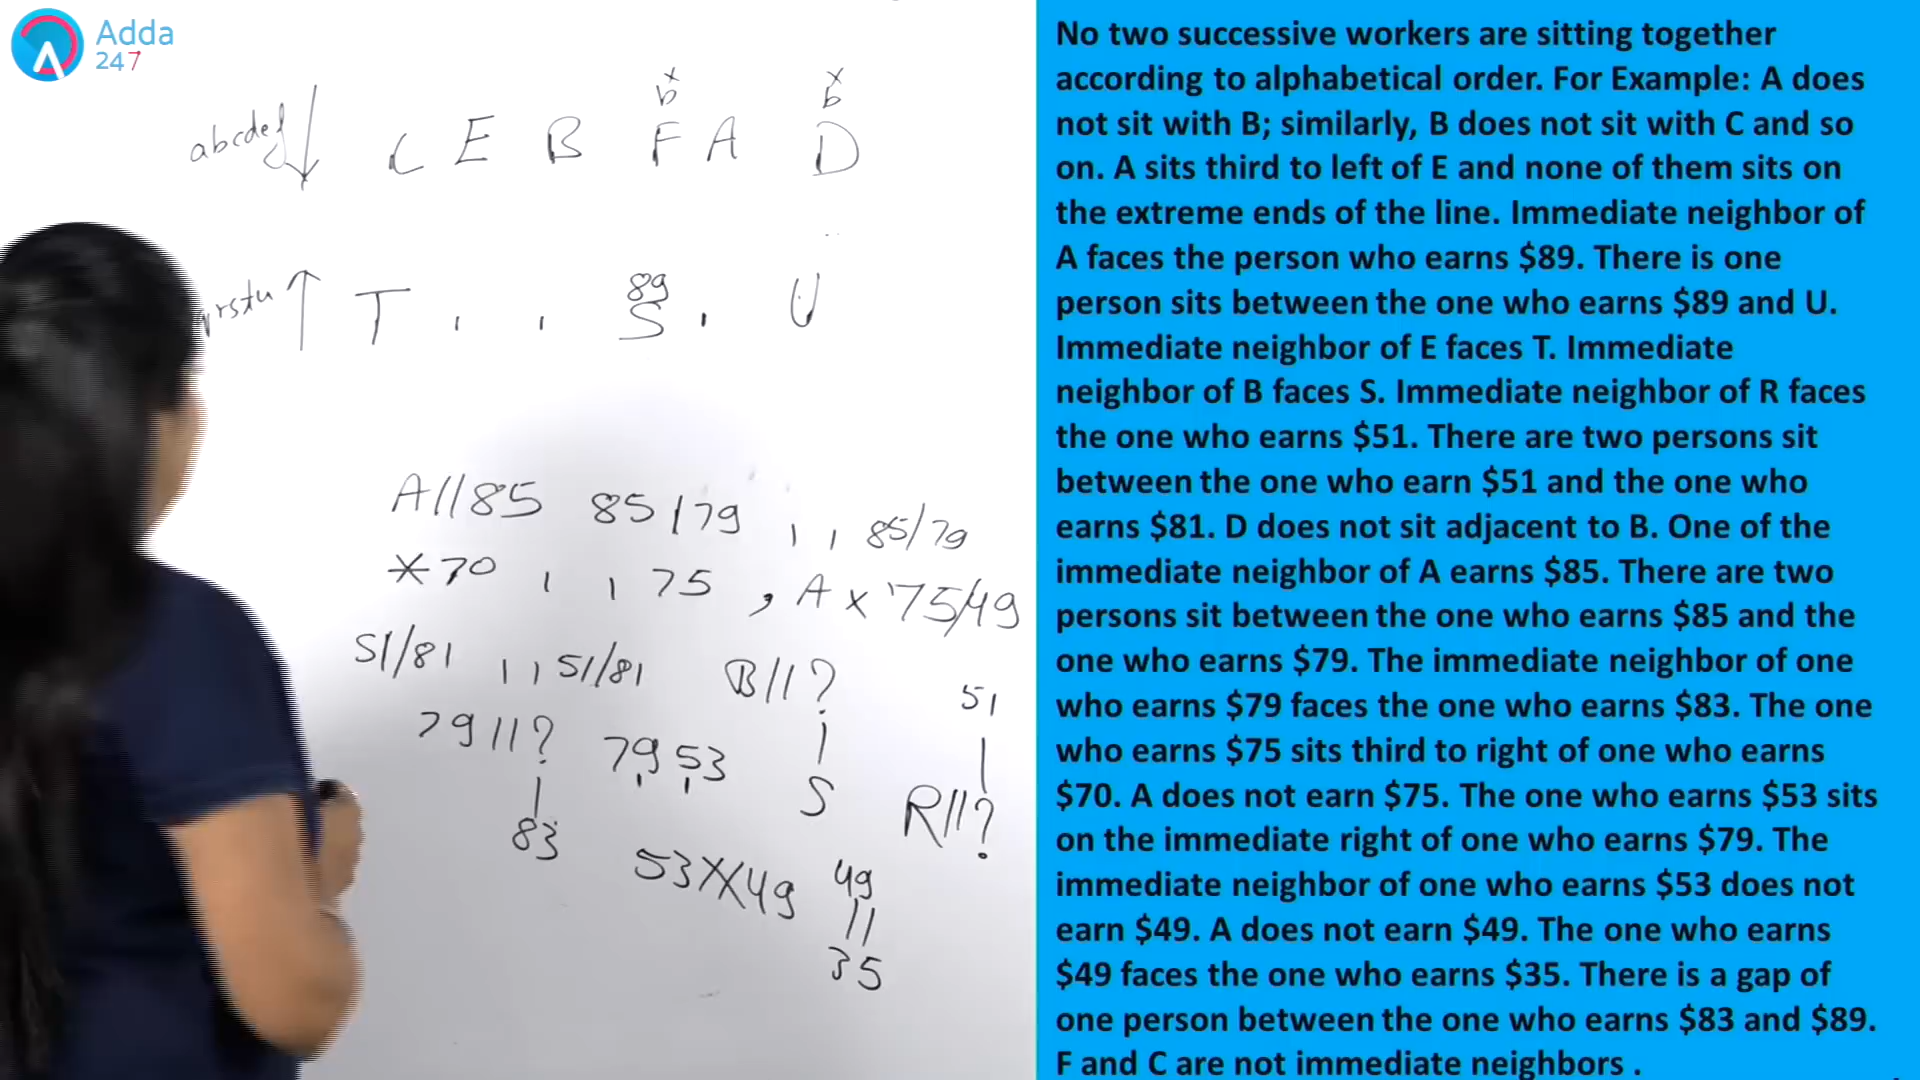 Adda
247
No two successive workers are sitting together
according to alphabetical order. For Example: A does
not sit with B; similarly, B does not sit with C and so
on. A sits third to left of E and none of them sits on
the extreme ends of the line. Immediate neighbor of
A faces the person who earns $89. There is one
person sits between the one who earns $89 and U.
Immediate neighbor of E faces T. Immediate
neighbor of B faces S. Immediate neighbor of R faces
the one who earns $51. There are two persons sit
between the one who earn $51 and the one who
earns $81. D does not sit adjacent to B. One of the
immediate neighbor of A earns $85. There are two
persons sit between the one who earns $85 and the
one who earns $79. The immediate neighbor of one
who earns $79 faces the one who earns $83. The one
who earns $75 sits third to right of one who earns
$70. A does not earn $75. The one who earns $53 sits
on the immediate right of one who earns $79. The
immediate neighbor of one who earns $53 does not
earn $49. A does not earn $49. The one who earns
$49 faces the one who earns $35. There is a gap of
one person between the one who earns $83 and $89.
F and C are not immediate neighbors .
x x
b b
abcdef C E B F A D
89
rstu T S U
A//85 85/79 , , 85/79
*70 , , 75 , A x 75/49
51/81 , , 51/81 B//? 51
79//? 79 53
83 S R//?
53XX49 49
//
35